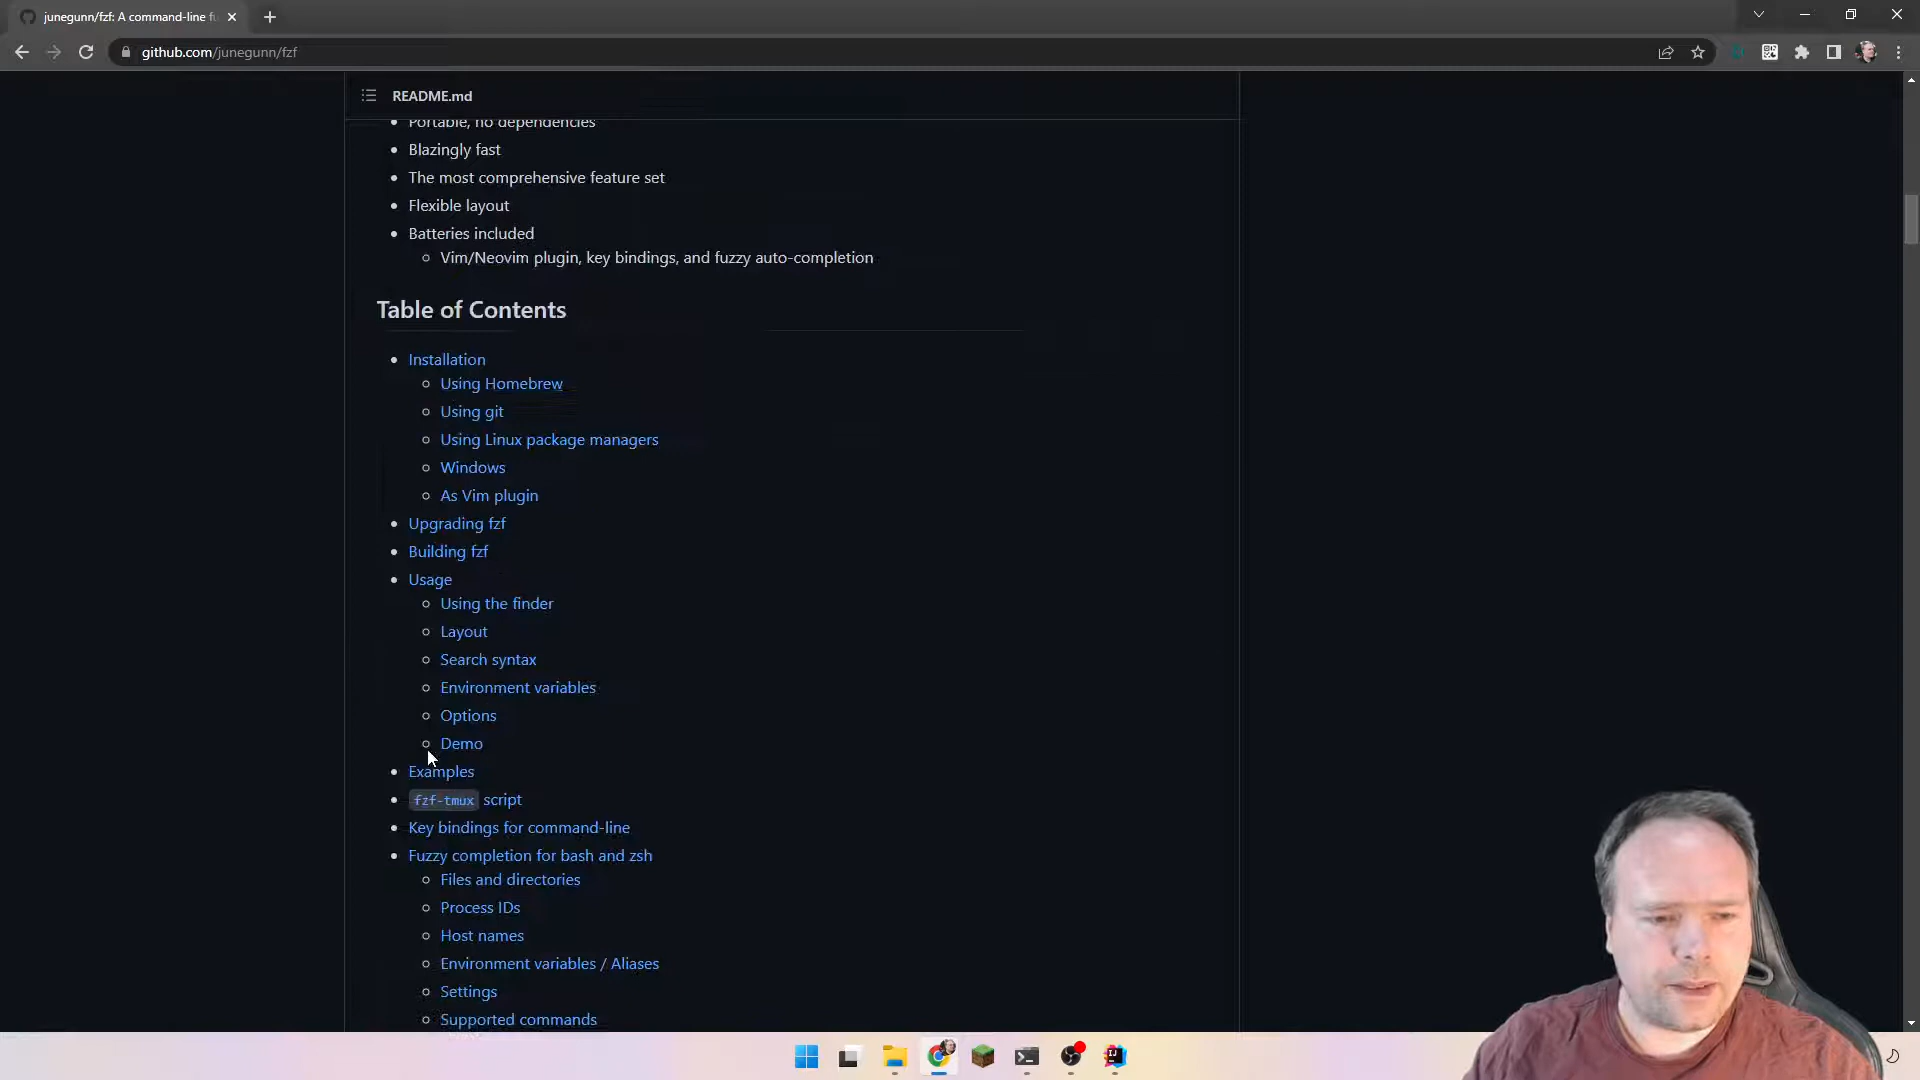 junegunn/fzf: A command-line fu
github.com/junegunn/fzf
README.md
Portable, no dependencies
Blazingly fast
The most comprehensive feature set
Flexible layout
Batteries included
Vim/Neovim plugin, key bindings, and fuzzy auto-completion
Table of Contents
Installation
Using Homebrew
Using git
Using Linux package managers
Windows
As Vim plugin
Upgrading fzf
Building fzf
Usage
Using the finder
Layout
Search syntax
Environment variables
Options
Demo
Examples
fzf-tmux script
Key bindings for command-line
Fuzzy completion for bash and zsh
Files and directories
Process IDs
Host names
Environment variables / Aliases
Settings
Supported commands